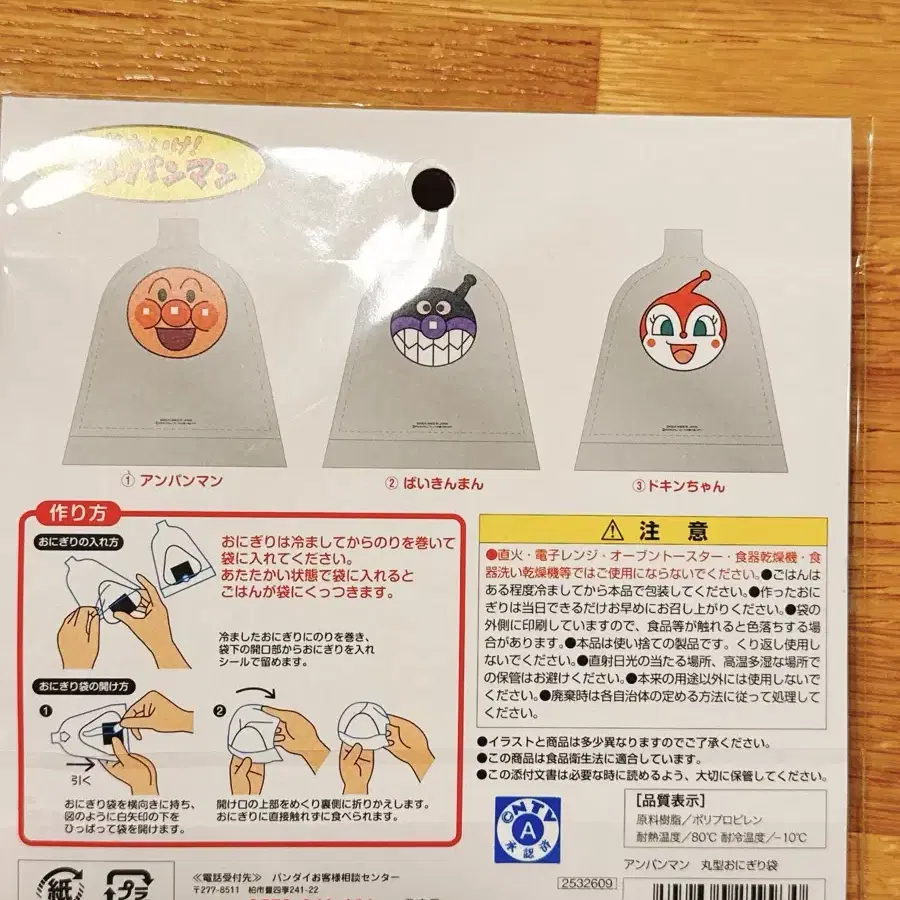 ① アンパンマン
② ばいきんまん
③ドキンちゃん
作り方
おにぎりの入れ方
おにぎりは冷ましてからのりを巻いて
袋に入れてください。
あたたかい状態で袋に入れると
ごはんが袋にくっつきます。
冷ましたおにぎりにのりを巻き、
袋下の開口部からおにぎりを入れ
シールで留めます。
おにぎり袋の開け方
❶
引く
おにぎり袋を横向きに持ち、
図のように白矢印の下を
ひっぱって袋を開けます。
❷
開け口の上部をめくり裏側に折りかえします。
おにぎりに直接触れずに食べられます。
⚠ 注 意
●直火・電子レンジ・オーブントースター・食器乾燥機・食
器洗い乾燥機等ではご使用にならないでください。●ごはんは
ある程度冷ましてから本品で包装してください。●作ったおに
ぎりは当日できるだけお早めにお召し上がりください。●袋の
外側に印刷していますので、食品等が触れると色落ちする場
合があります。●本品は使い捨ての製品です。くり返し使用し
ないでください。●直射日光の当たる場所、高温多湿な場所で
の保管はお避けください。●本来の用途以外には使用しないで
ください。●廃棄時は各自治体の定める方法に従って処理して
ください。
●イラストと商品は多少異なりますのでご了承ください。
●この商品は食品衛生法に適合しています。
●この添付文書は必要な時に読めるよう、大切に保管してください。
©NTV
A
承認済
[品質表示]
原料樹脂/ポリプロピレン
耐熱温度/80℃ 耐冷温度/-10℃
アンパンマン 丸型おにぎり袋
2532609
紙
プラ
≪電話受付先≫ バンダイお客様相談センター
〒277-8511 柏市豊四季241-22